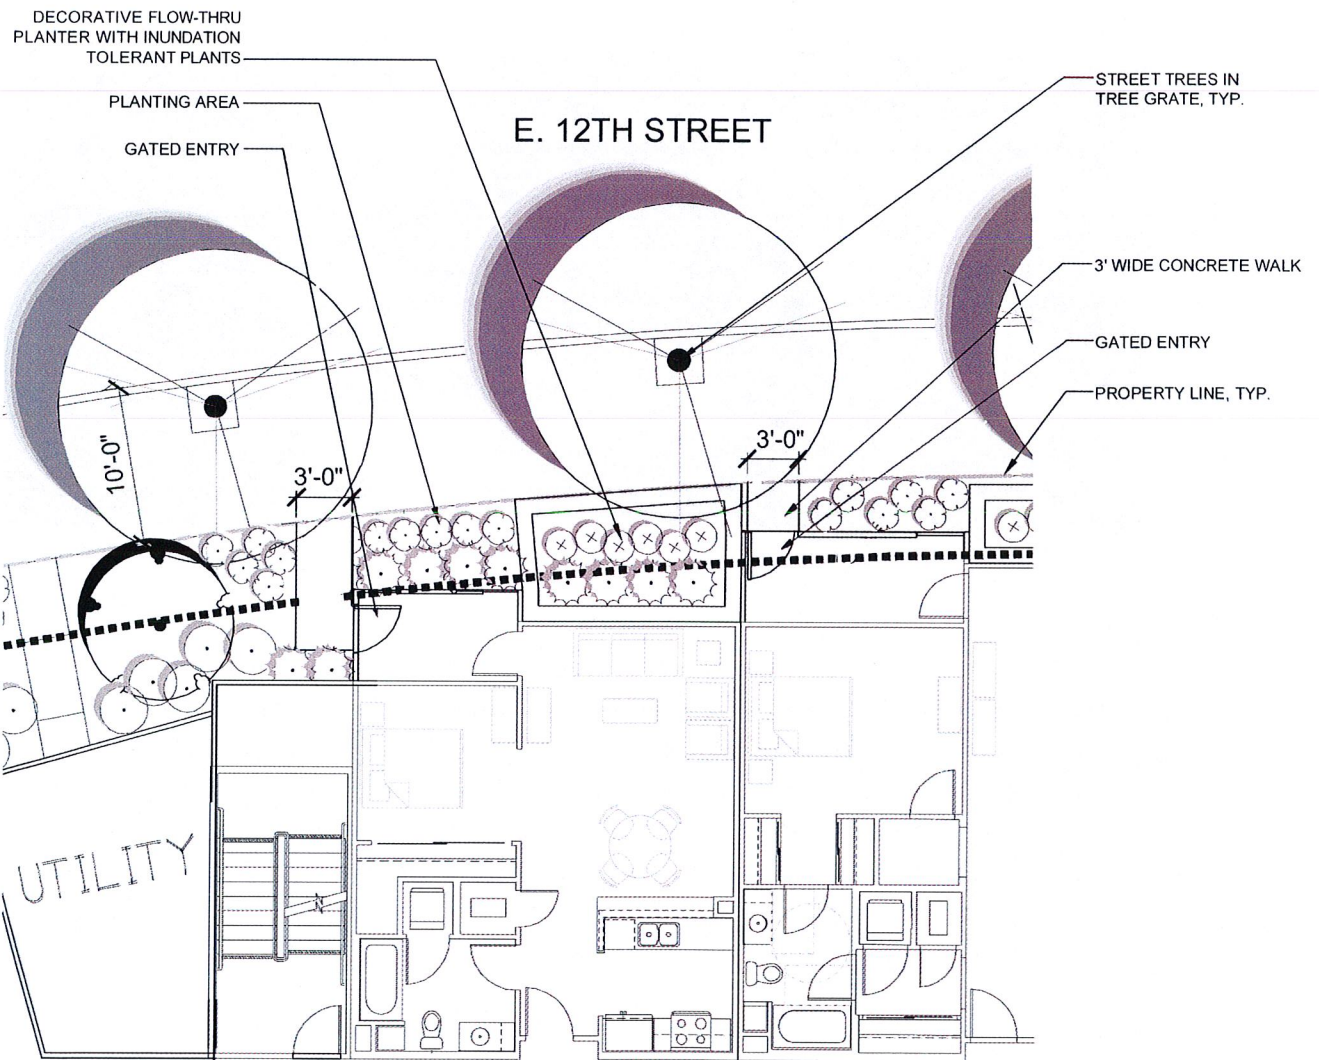 DECORATIVE FLOW-THRU
PLANTER WITH INUNDATION
TOLERANT PLANTS
PLANTING AREA
GATED ENTRY
E. 12TH STREET
STREET TREES IN
TREE GRATE, TYP.
3' WIDE CONCRETE WALK
GATED ENTRY
PROPERTY LINE, TYP.
10'-0"
3'-0"
3'-0"
UTILITY